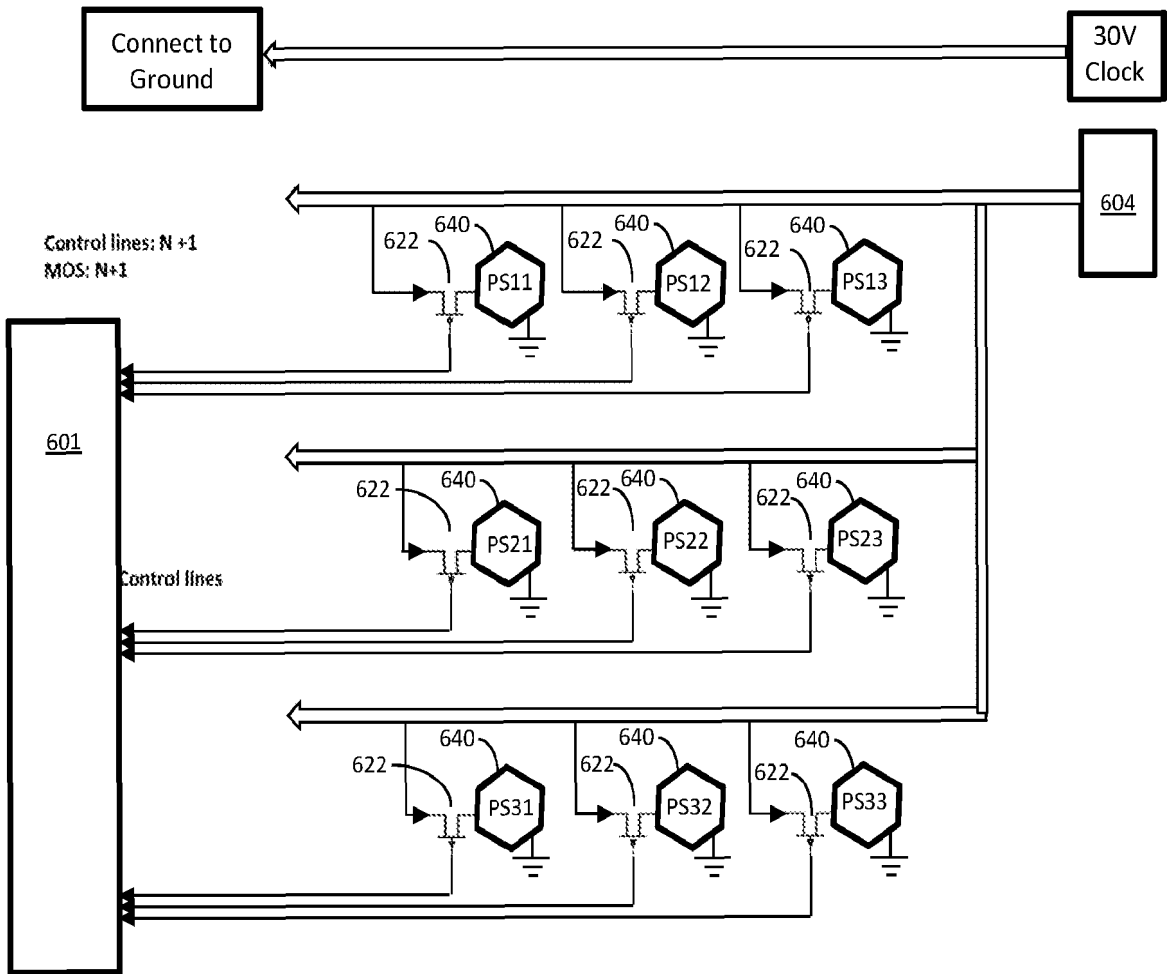 Connect to
Ground
30V
Clock
604
Control lines: N +1
MOS: N+1
622 640 622 640 622 640
PS11 PS12 PS13
601
622 640 622 640 622 640
PS21 PS22 PS23
Control lines
622 640 622 640 622 640
PS31 PS32 PS33